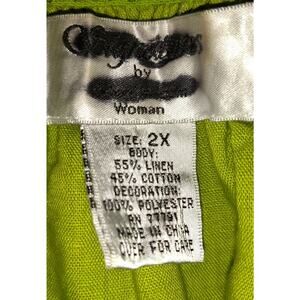 by
Woman
SIZE: 2X
BODY:
55% LINEN
45% COTTON
DECORATION:
100% POLYESTER
RN 77791
MADE IN CHINA
OVER FOR CARE